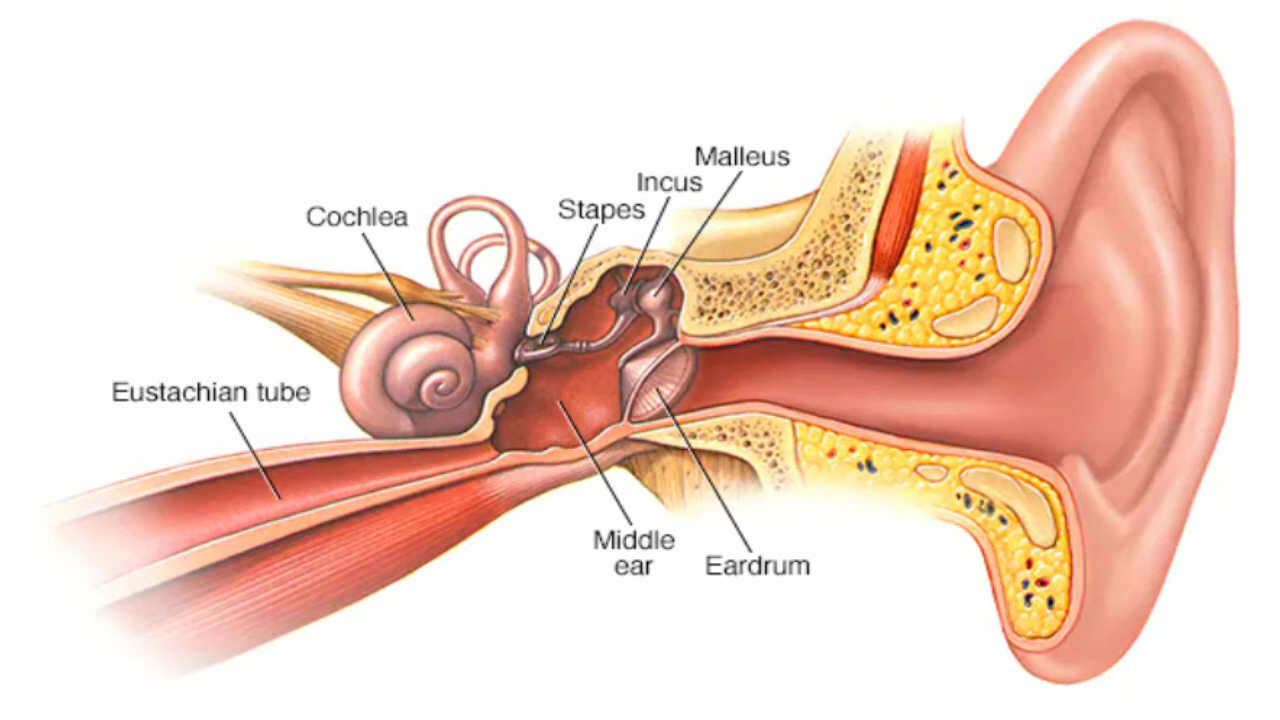 Malleus
Incus
Stapes
Cochlea
Eustachian tube
Middle
ear
Eardrum